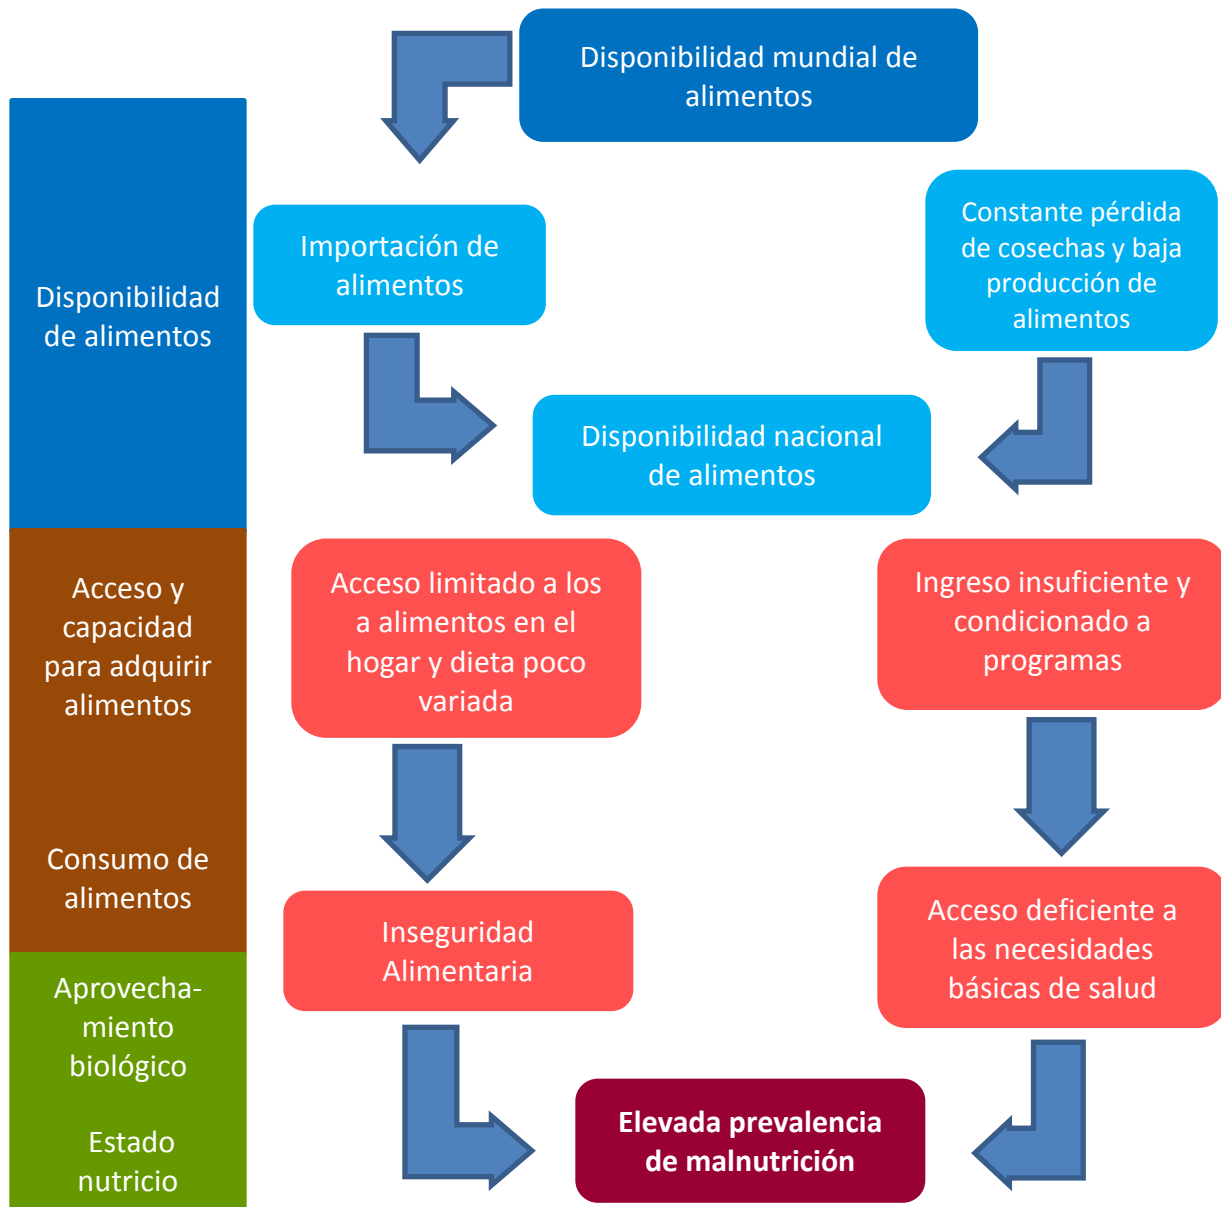 Disponibilidad mundial de
alimentos
Importación de
alimentos
Constante pérdida
de cosechas y baja
producción de
alimentos
Disponibilidad
de alimentos
Disponibilidad nacional
de alimentos
Acceso y
capacidad
para adquirir
alimentos
Acceso limitado a los
a alimentos en el
hogar y dieta poco
variada
Ingreso insuficiente y
condicionado a
programas
Consumo de
alimentos
Inseguridad
Alimentaria
Acceso deficiente a
las necesidades
básicas de salud
Aprovecha-
miento
biológico
Estado
nutricio
Elevada prevalencia
de malnutrición